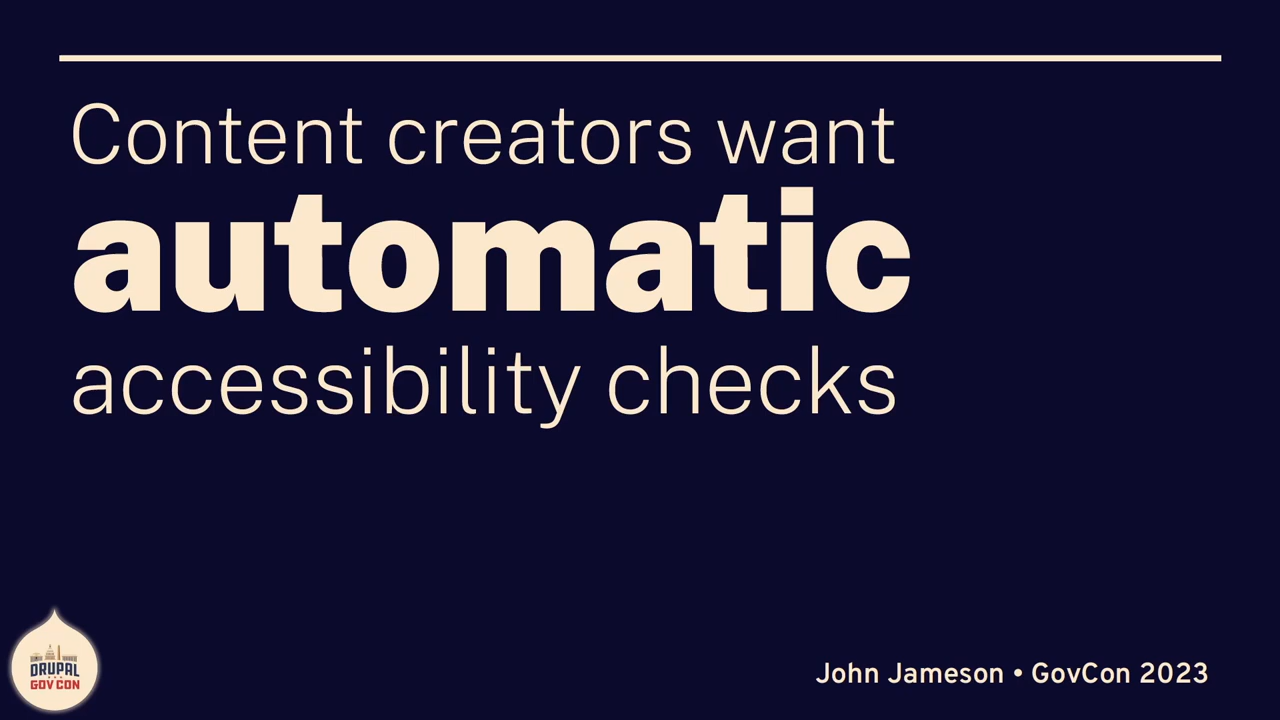 Content creators want
automatic
accessibility checks
DRUPAL
GOVCON
John Jameson • GovCon 2023